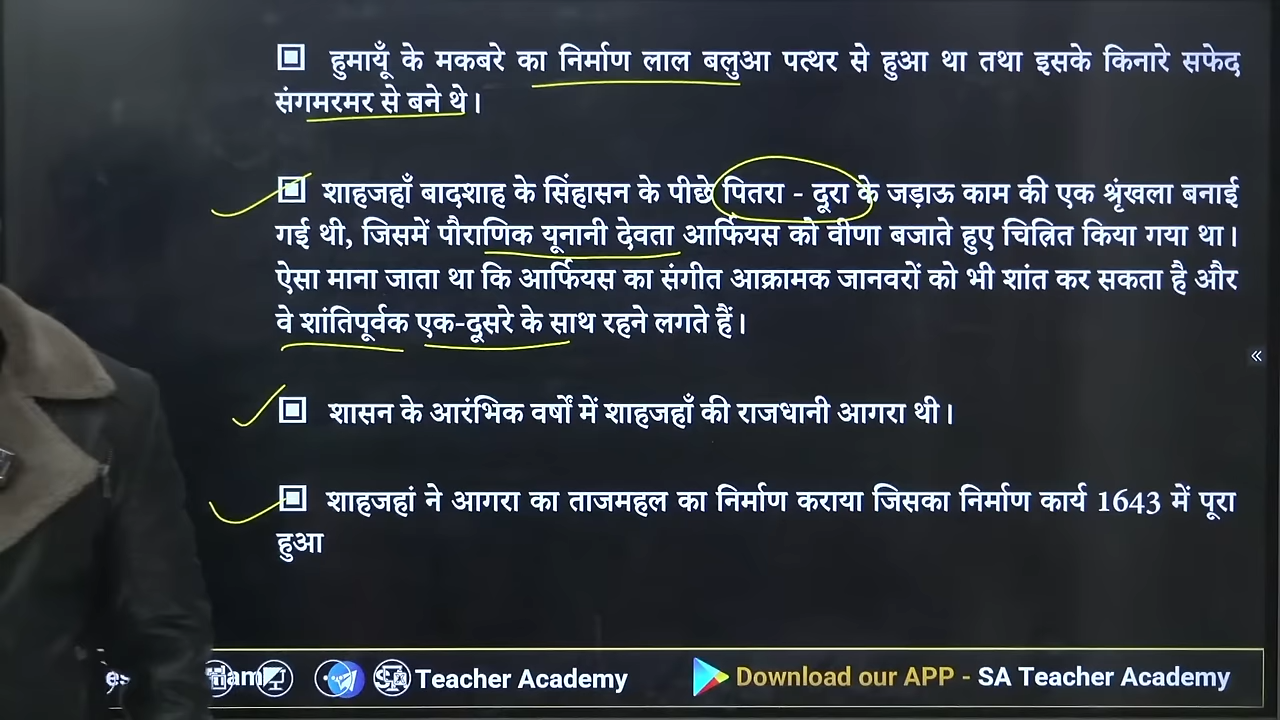 हुमायूँ के मकबरे का निर्माण लाल बलुआ पत्थर से हुआ था तथा इसके किनारे सफेद
संगमरमर से बने थे।
शाहजहाँ बादशाह के सिंहासन के पीछे पितरा - दूरा के जड़ाऊ काम की एक श्रृंखला बनाई
गई थी, जिसमें पौराणिक यूनानी देवता आर्फियस को वीणा बजाते हुए चित्रित किया गया था।
ऐसा माना जाता था कि आर्फियस का संगीत आक्रामक जानवरों को भी शांत कर सकता है और
वे शांतिपूर्वक एक-दूसरे के साथ रहने लगते हैं।
शासन के आरंभिक वर्षों में शाहजहाँ की राजधानी आगरा थी।
शाहजहां ने आगरा का ताजमहल का निर्माण कराया जिसका निर्माण कार्य 1643 में पूरा
हुआ
Teacher Academy Download our APP - SA Teacher Academy